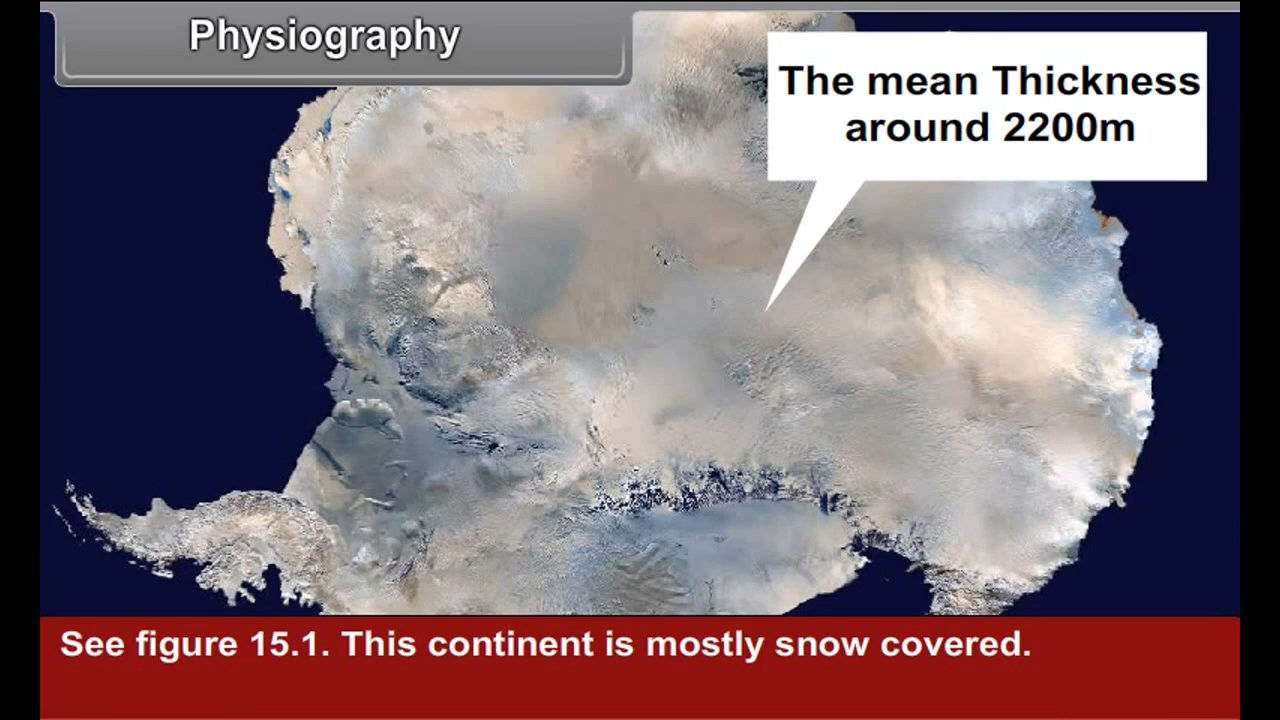 Physiography
The mean Thickness
around 2200m
See figure 15.1. This continent is mostly snow covered.